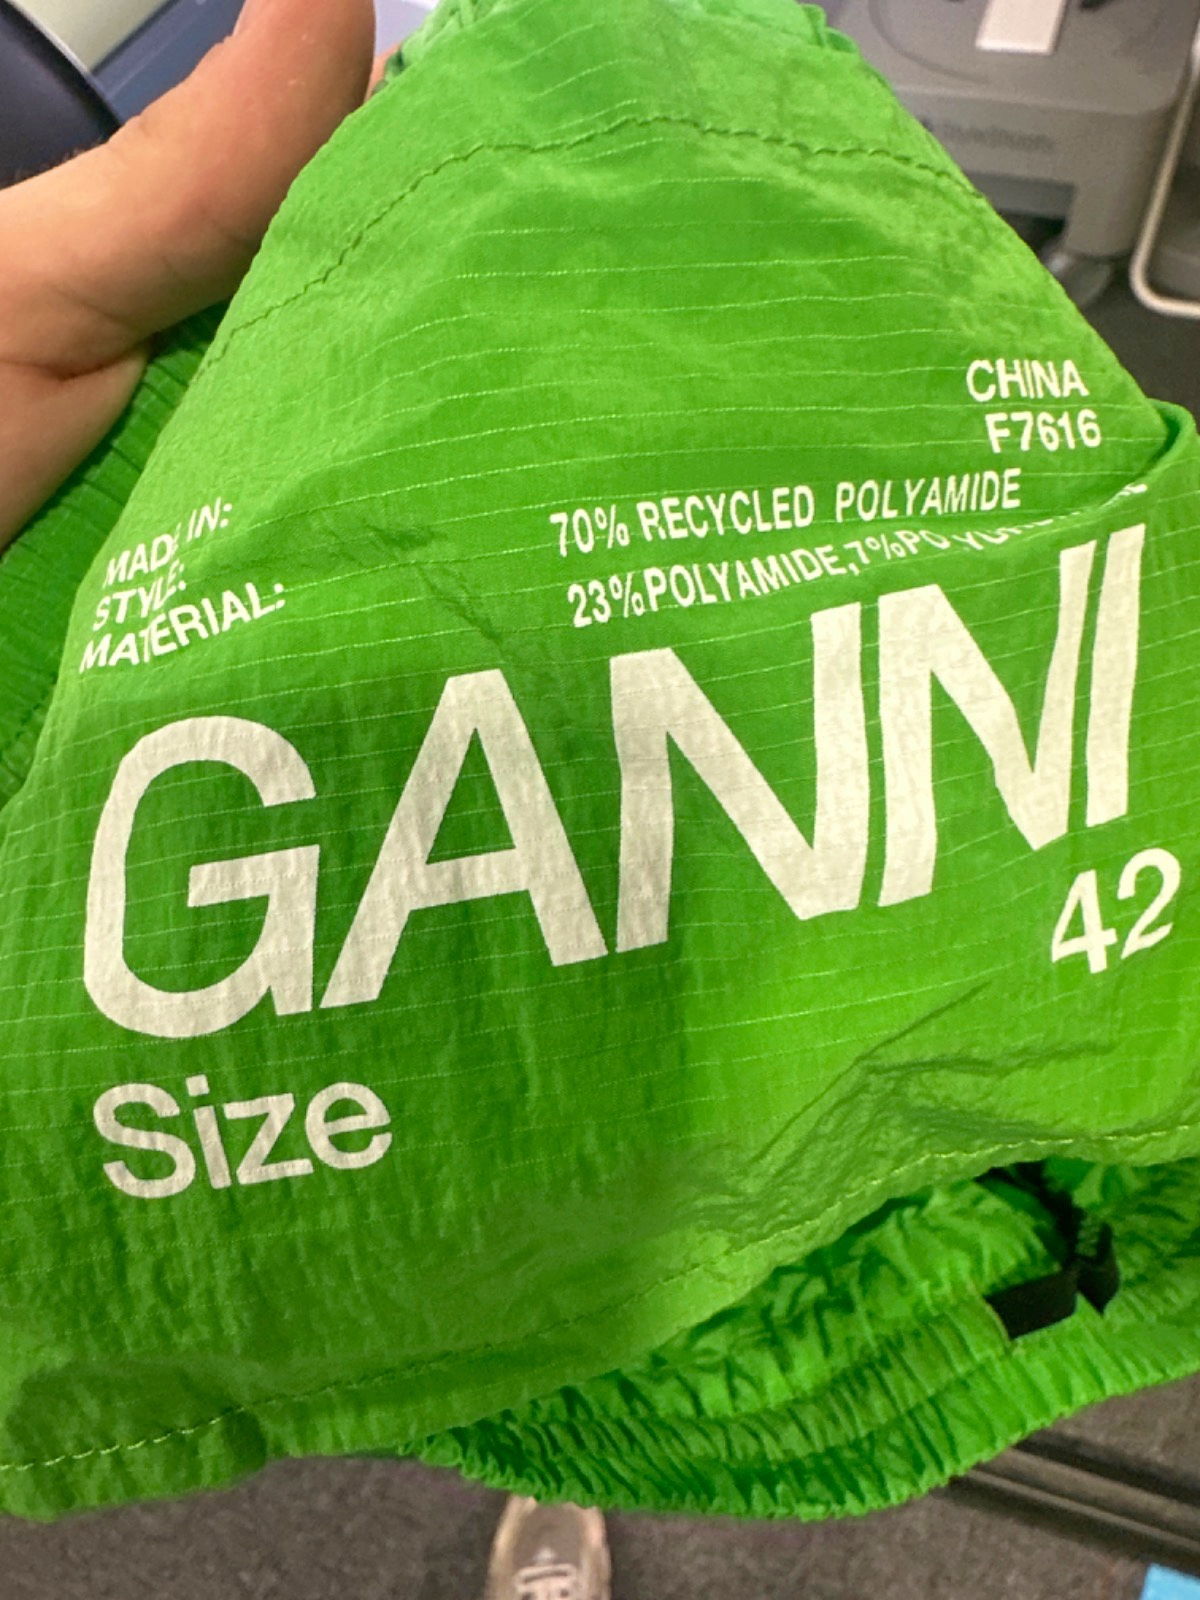 MADE IN: CHINA
STYLE: F7616
MATERIAL: 70% RECYCLED POLYAMIDE
23%POLYAMIDE,7%
GANNI
Size 42